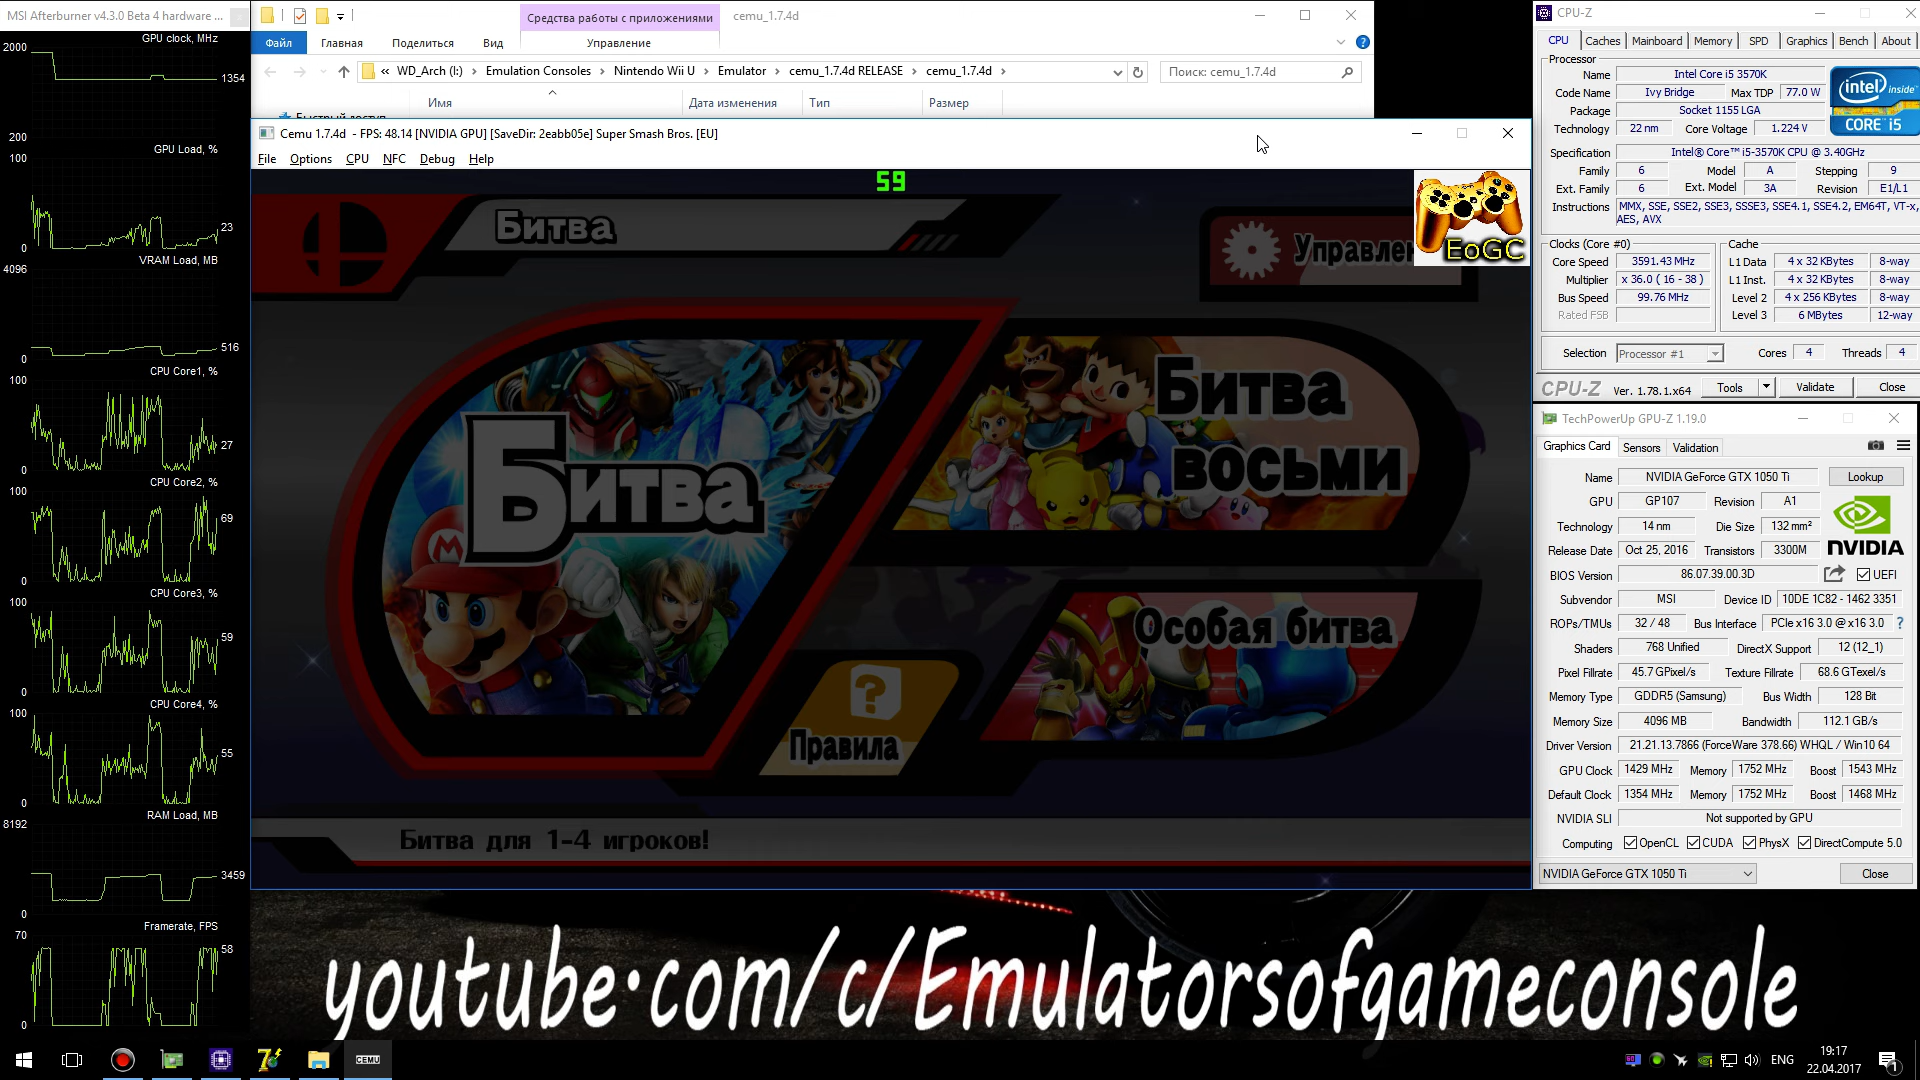 MSI Afterburner v4.3.0 Beta 4 hardware ...
GPU clock, MHz
2000
1354
200
GPU Load, %
100
23
0
VRAM Load, MB
4096
516
0
CPU Core1, %
100
27
0
CPU Core2, %
100
69
0
CPU Core3, %
100
59
0
CPU Core4, %
100
55
0
RAM Load, MB
8192
3459
0
Framerate, FPS
70
58
0
Средства работы с приложениями
cemu_1.7.4d
Файл Главная Поделиться Вид Управление
« WD_Arch (I:) › Emulation Consoles › Nintendo Wii U › Emulator › cemu_1.7.4d RELEASE › cemu_1.7.4d ›
Поиск: cemu_1.7.4d
Имя Дата изменения Тип Размер
Быстрый доступ
Cemu 1.7.4d - FPS: 48.14 [NVIDIA GPU] [SaveDir: 2eabb05e] Super Smash Bros. [EU]
File Options CPU NFC Debug Help
59
Битва
Управлен
EoGC
Битва
Битва
восьми
Особая битва
Правила
Битва для 1-4 игроков!
youtube.com/c/Emulatorsofgameconsole
CPU-Z
CPU Caches Mainboard Memory SPD Graphics Bench About
Processor
Name Intel Core i5 3570K
Code Name Ivy Bridge Max TDP 77.0 W
Package Socket 1155 LGA
Technology 22 nm Core Voltage 1.224 V
intel inside
CORE i5
Specification Intel® Core™ i5-3570K CPU @ 3.40GHz
Family 6 Model A Stepping 9
Ext. Family 6 Ext. Model 3A Revision E1/L1
Instructions MMX, SSE, SSE2, SSE3, SSSE3, SSE4.1, SSE4.2, EM64T, VT-x,
AES, AVX
Clocks (Core #0)
Core Speed 3591.43 MHz
Multiplier x 36.0 ( 16 - 38 )
Bus Speed 99.76 MHz
Rated FSB
Cache
L1 Data 4 x 32 KBytes 8-way
L1 Inst. 4 x 32 KBytes 8-way
Level 2 4 x 256 KBytes 8-way
Level 3 6 MBytes 12-way
Selection Processor #1 Cores 4 Threads 4
CPU-Z Ver. 1.78.1.x64 Tools Validate Close
TechPowerUp GPU-Z 1.19.0
Graphics Card Sensors Validation
Name NVIDIA GeForce GTX 1050 Ti Lookup
GPU GP107 Revision A1
Technology 14 nm Die Size 132 mm²
Release Date Oct 25, 2016 Transistors 3300M
NVIDIA
BIOS Version 86.07.39.00.3D UEFI
Subvendor MSI Device ID 10DE 1C82 - 1462 3351
ROPs/TMUs 32 / 48 Bus Interface PCIe x16 3.0 @ x16 3.0 ?
Shaders 768 Unified DirectX Support 12 (12_1)
Pixel Fillrate 45.7 GPixel/s Texture Fillrate 68.6 GTexel/s
Memory Type GDDR5 (Samsung) Bus Width 128 Bit
Memory Size 4096 MB Bandwidth 112.1 GB/s
Driver Version 21.21.13.7866 (ForceWare 378.66) WHQL / Win10 64
GPU Clock 1429 MHz Memory 1752 MHz Boost 1543 MHz
Default Clock 1354 MHz Memory 1752 MHz Boost 1468 MHz
NVIDIA SLI Not supported by GPU
Computing OpenCL CUDA PhysX DirectCompute 5.0
NVIDIA GeForce GTX 1050 Ti Close
CEMU
ENG
19:17
22.04.2017
1